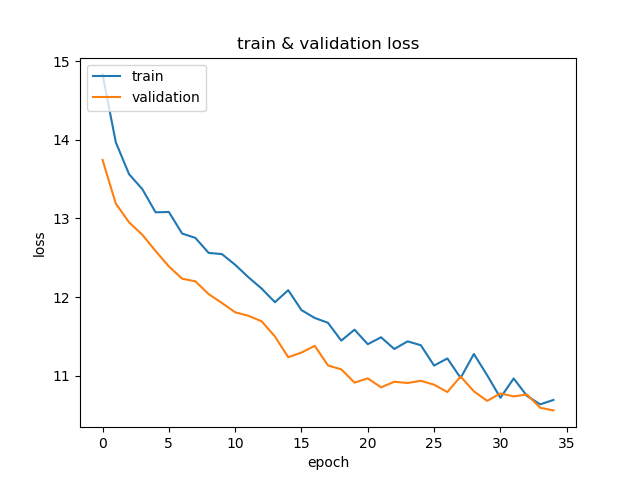 train & validation loss
train
validation
loss
15
14
13
12
11
0 5 10 15 20 25 30 35
epoch